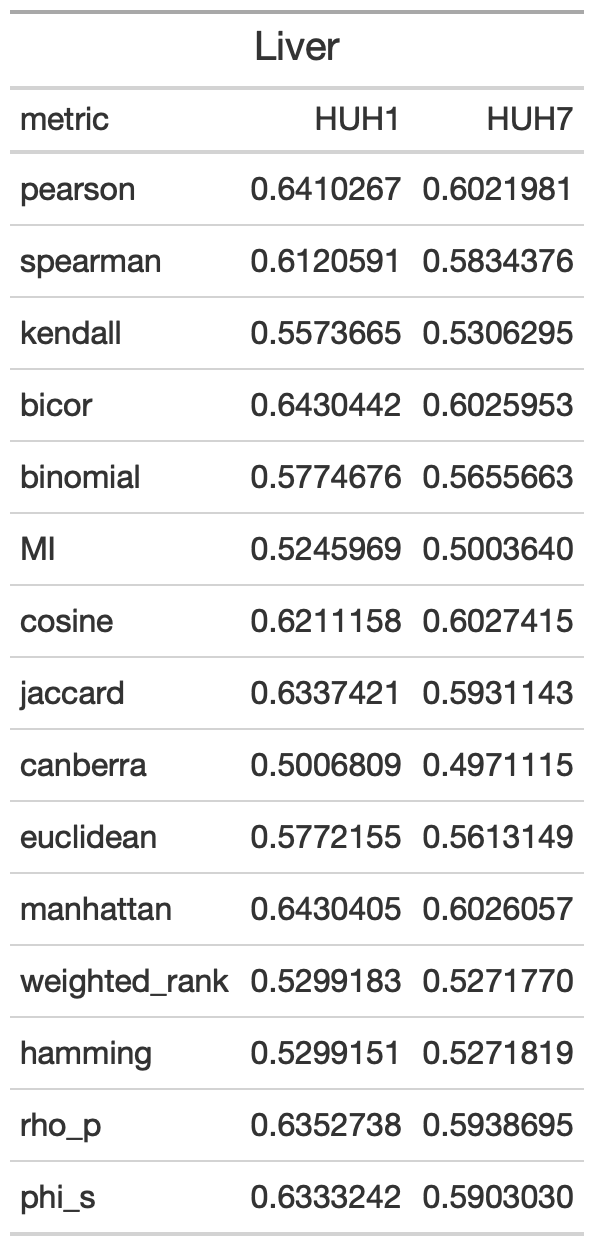 Liver
metric HUH1 HUH7
pearson 0.6410267 0.6021981
spearman 0.6120591 0.5834376
kendall 0.5573665 0.5306295
bicor 0.6430442 0.6025953
binomial 0.5774676 0.5655663
MI 0.5245969 0.5003640
cosine 0.6211158 0.6027415
jaccard 0.6337421 0.5931143
canberra 0.5006809 0.4971115
euclidean 0.5772155 0.5613149
manhattan 0.6430405 0.6026057
weighted_rank 0.5299183 0.5271770
hamming 0.5299151 0.5271819
rho_p 0.6352738 0.5938695
phi_s 0.6333242 0.5903030